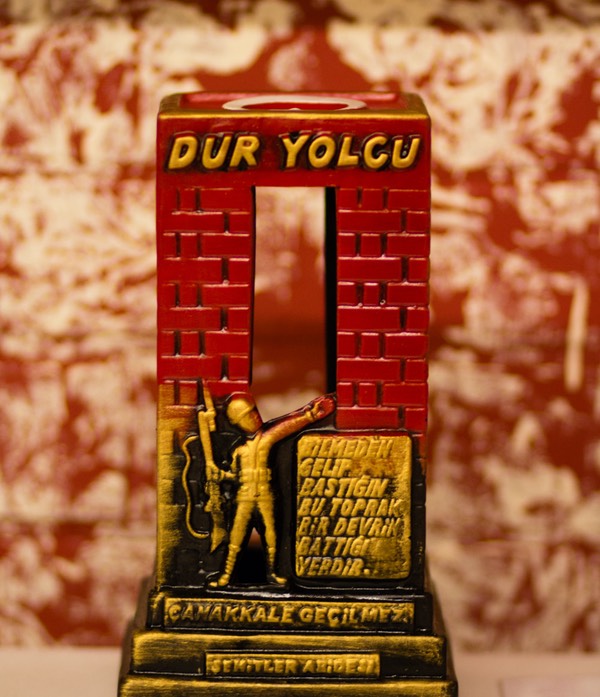 DUR YOLCU
BİLMEDEN
GELİP
BASTIĞIN
BU TOPRAK
BİR DEVRİN
BATTIĞI
YERDİR.
ÇANAKKALE GEÇİLMEZ
ŞEHİTLER ABİDESİ